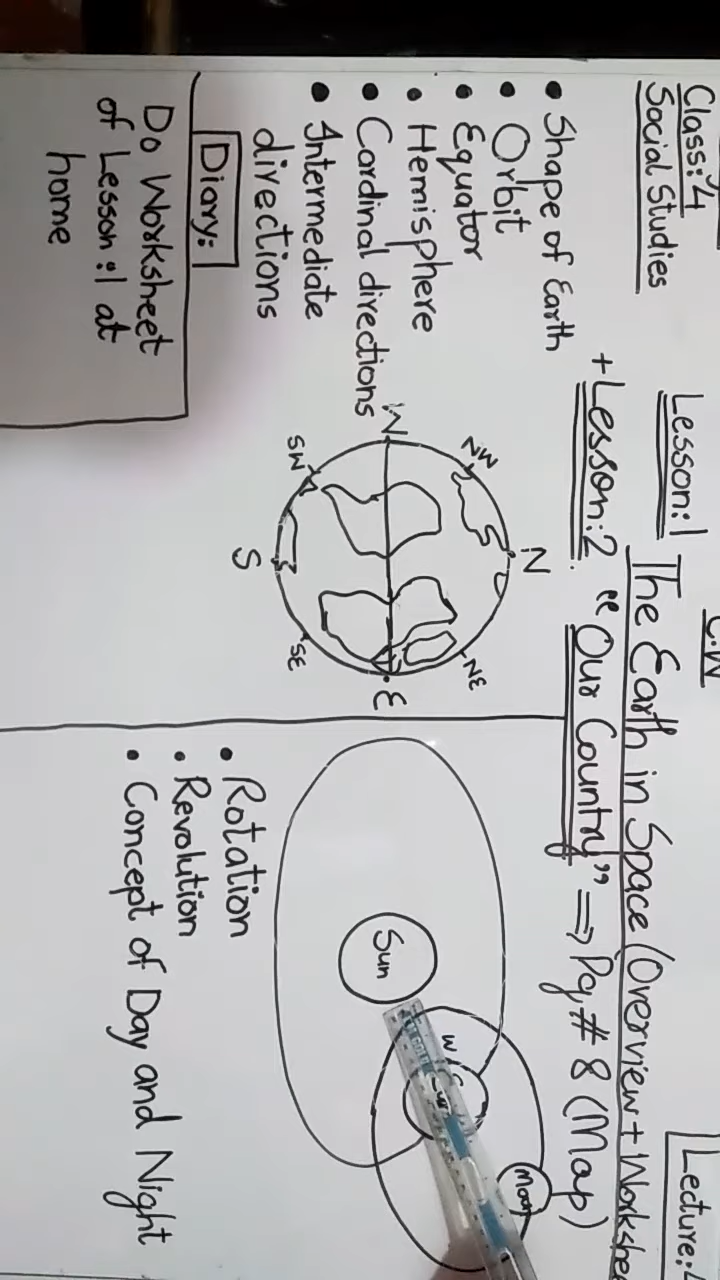 C.W
Class: 4
Social Studies
Lesson: 1 The Earth in Space (Overview +
+ Lesson: 2 "Our Country" ⇒ Pg # 8 (Map)
Lecture:
• Shape of Earth
• Orbit
• Equator
• Hemisphere
• Cardinal directions
• Intermediate
directions
Diary:
Do Worksheet
of Lesson: 1 at
home
N
NW
NE
W
E
SW
SE
S
Sun
W
Moon
• Rotation
• Revolution
• Concept of Day and Night